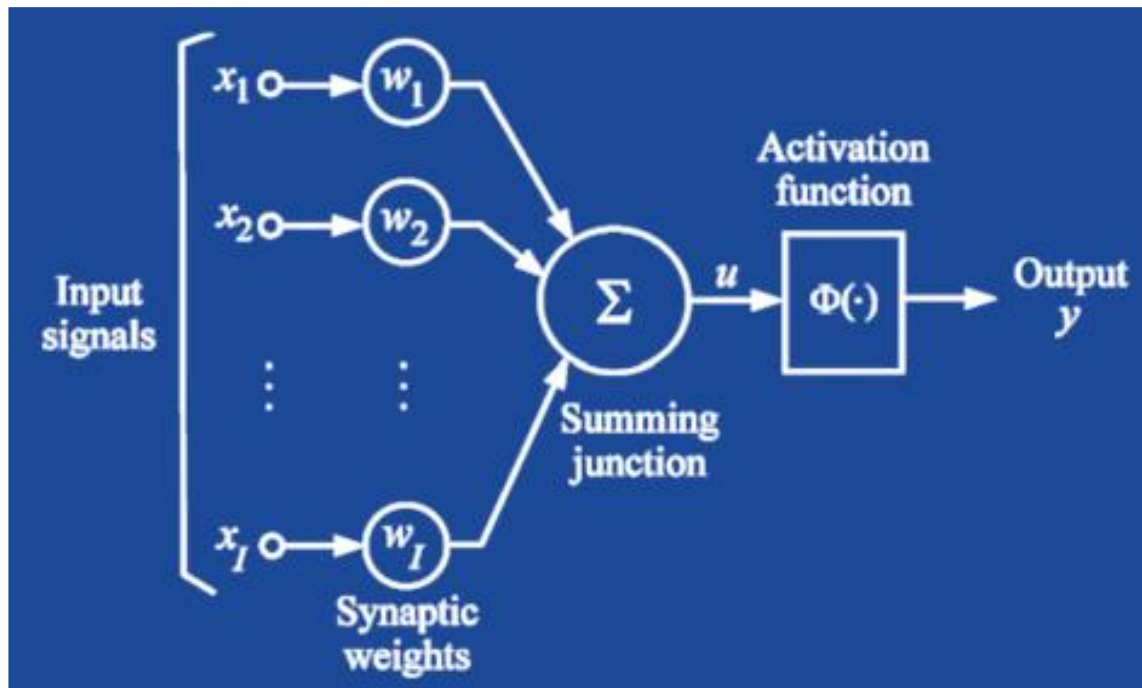 x1
w1
Activation
function
x2
w2
Input
signals
Σ
u
Φ(·)
Output
y
⋮
⋮
Summing
junction
xI
wI
Synaptic
weights